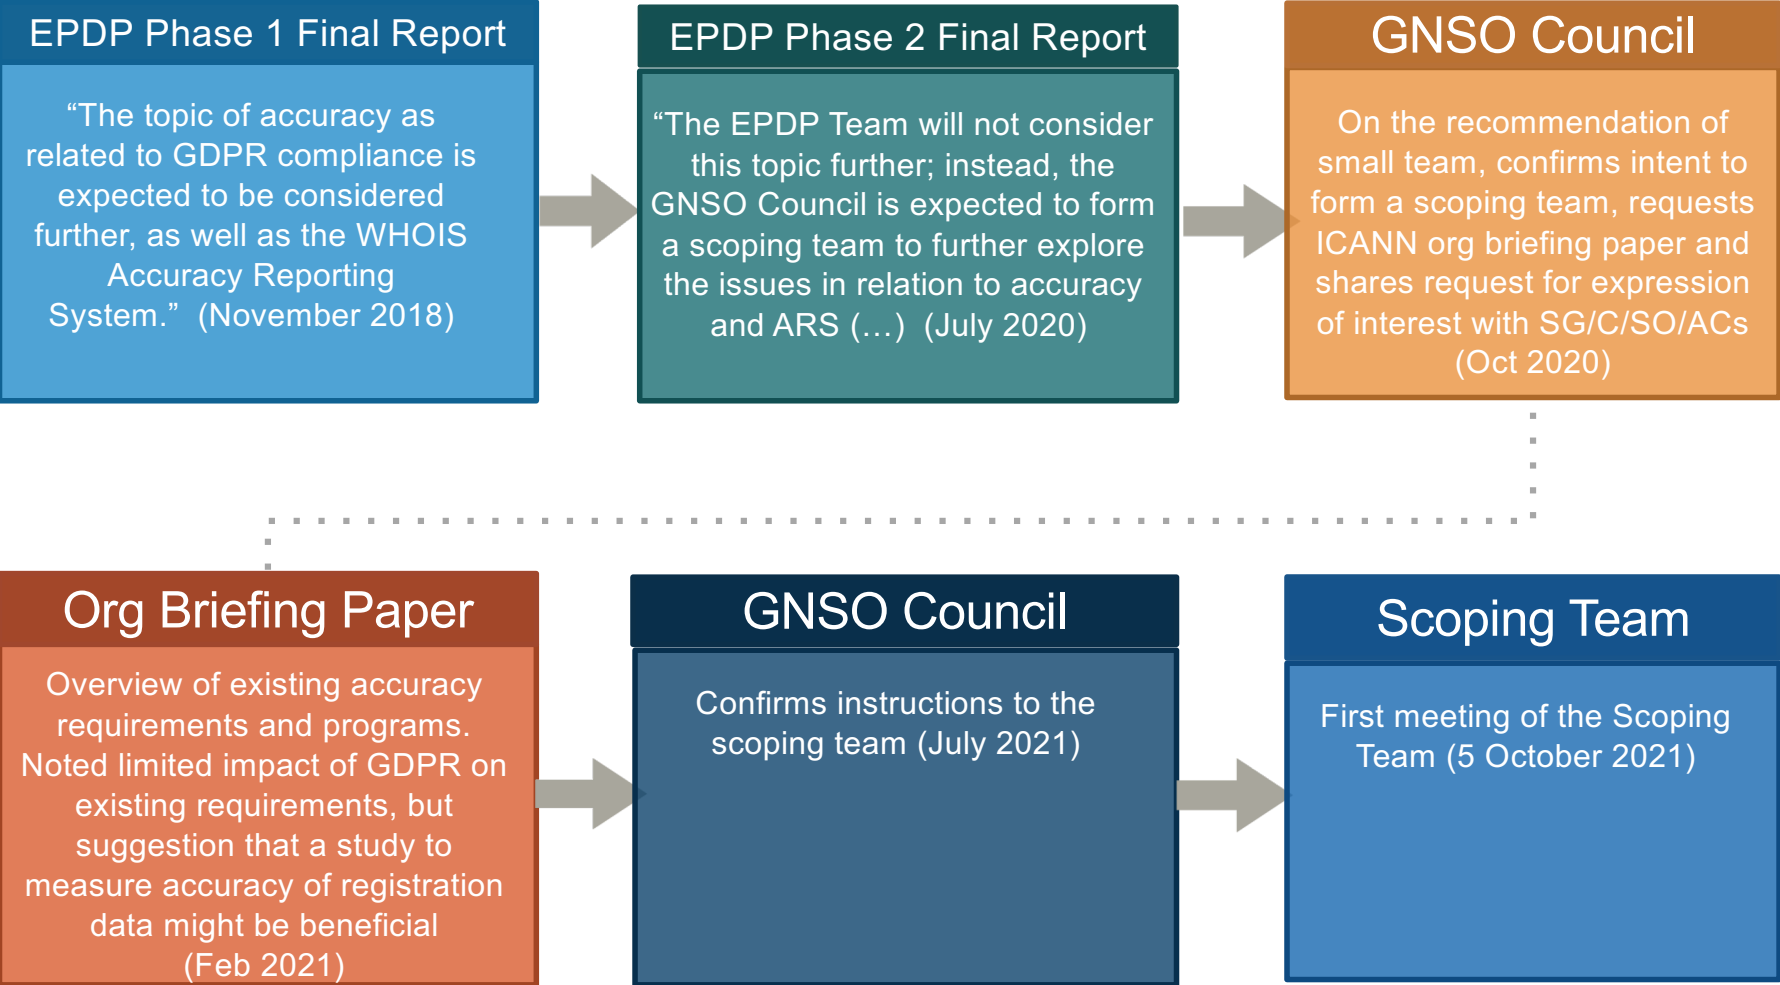 EPDP Phase 1 Final Report
“The topic of accuracy as
related to GDPR compliance is
expected to be considered
further, as well as the WHOIS
Accuracy Reporting
System.”  (November 2018)
EPDP Phase 2 Final Report
“The EPDP Team will not consider
this topic further; instead, the
GNSO Council is expected to form
a scoping team to further explore
the issues in relation to accuracy
and ARS (…)  (July 2020)
GNSO Council
On the recommendation of
small team, confirms intent to
form a scoping team, requests
ICANN org briefing paper and
shares request for expression
of interest with SG/C/SO/ACs
(Oct 2020)
Org Briefing Paper
Overview of existing accuracy
requirements and programs.
Noted limited impact of GDPR on
existing requirements, but
suggestion that a study to
measure accuracy of registration
data might be beneficial
(Feb 2021)
GNSO Council
Confirms instructions to the
scoping team (July 2021)
Scoping Team
First meeting of the Scoping
Team (5 October 2021)